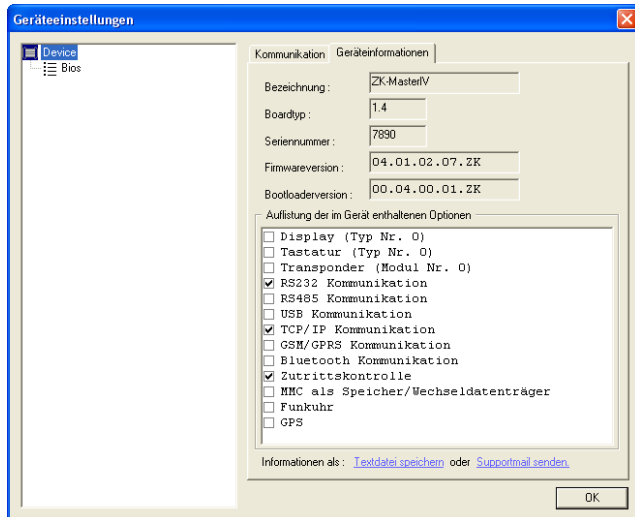 Geräteeinstellungen
Device
Bios
Kommunikation Geräteinformationen
Bezeichnung : ZK-MasterIV
Boardtyp : 1.4
Seriennummer : 7890
Firmwareversion : 04.01.02.07.ZK
Bootloaderversion : 00.04.00.01.ZK
Auflistung der im Gerät enthaltenen Optionen
Display (Typ Nr. 0)
Tastatur (Typ Nr. 0)
Transponder (Modul Nr. 0)
RS232 Kommunikation
RS485 Kommunikation
USB Kommunikation
TCP/IP Kommunikation
GSM/GPRS Kommunikation
Bluetooth Kommunikation
Zutrittskontrolle
MMC als Speicher/Wechseldatenträger
Funkuhr
GPS
Informationen als : Textdatei speichern oder Supportmail senden.
OK